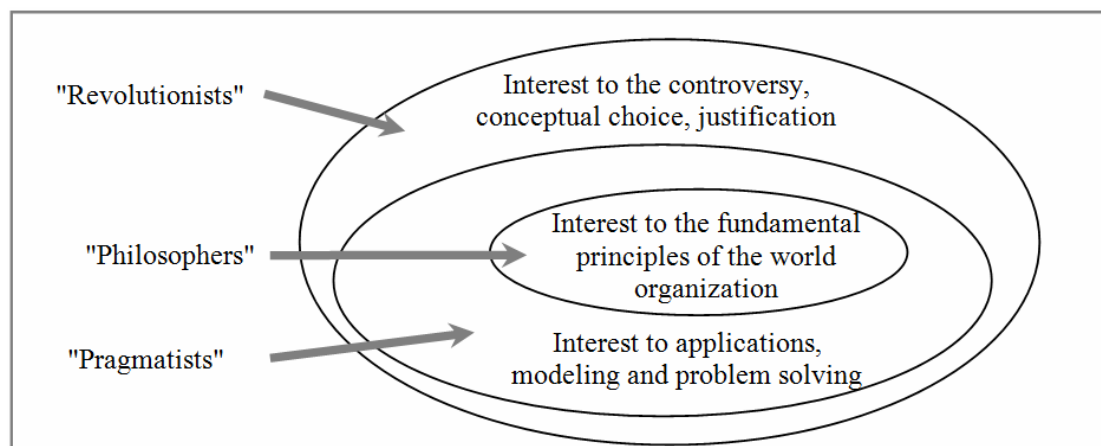 "Revolutionists"
Interest to the controversy,
conceptual choice, justification
"Philosophers"
Interest to the fundamental
principles of the world
organization
"Pragmatists"
Interest to applications,
modeling and problem solving